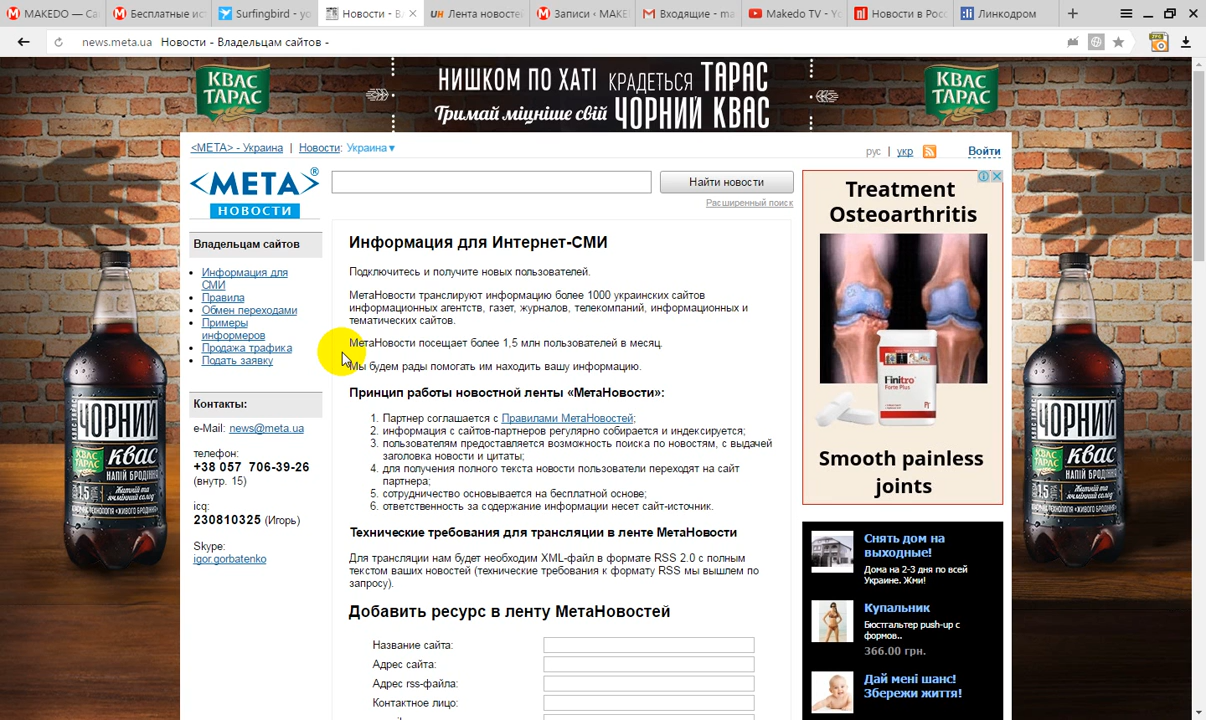 MAKEDO — Са
Бесплатные ис
Surfingbird - yo
Новости - Вл
Лента новостей
Записи ‹ MAKE
Входящие - ma
Makedo TV - Yo
Новости в Росс
Линкодром
news.meta.ua Новости - Владельцам сайтов -
КВАС ТАРАС
НИШКОМ ПО ХАТІ КРАДЕТЬСЯ ТАРАС
Тримай міцніше свій ЧОРНИЙ КВАС
КВАС ТАРАС
<META> - Украина | Новости: Украина▼
рус | укр
Войти
<META>®
НОВОСТИ
Найти новости
Расширенный поиск
Владельцам сайтов
Информация для
СМИ
Правила
Обмен переходами
Примеры
информеров
Продажа трафика
Подать заявку
Контакты:
e-Mail: news@meta.ua
телефон:
+38 057 706-39-26
(внутр. 15)
icq:
230810325 (Игорь)
Skype:
igor.gorbatenko
Информация для Интернет-СМИ
Подключитесь и получите новых пользователей.
МетаНовости транслируют информацию более 1000 украинских сайтов
информационных агентств, газет, журналов, телекомпаний, информационных и
тематических сайтов.
МетаНовости посещает более 1,5 млн пользователей в месяц.
Мы будем рады помогать им находить вашу информацию.
Принцип работы новостной ленты «МетаНовости»:
1. Партнер соглашается с Правилами МетаНовостей;
2. информация с сайтов-партнеров регулярно собирается и индексируется;
3. пользователям предоставляется возможность поиска по новостям, с выдачей
заголовка новости и цитаты;
4. для получения полного текста новости пользователи переходят на сайт
партнера;
5. сотрудничество основывается на бесплатной основе;
6. ответственность за содержание информации несет сайт-источник.
Технические требования для трансляции в ленте МетаНовости
Для трансляции нам будет необходим XML-файл в формате RSS 2.0 с полным
текстом ваших новостей (технические требования к формату RSS мы вышлем по
запросу).
Добавить ресурс в ленту МетаНовостей
Название сайта:
Адрес сайта:
Адрес rss-файла:
Контактное лицо:
Treatment
Osteoarthritis
Finitro
Forte Plus
Smooth painless
joints
Снять дом на
выходные!
Дома на 2-3 дня по всей
Украине. Жми!
Купальник
Бюстгальтер push-up с
формов..
366.00 грн.
Дай мені шанс!
Збережи життя!
ЧОРНИЙ
квас
КВАС ТАРАС
НАПІЙ БРОДІННЯ
1,5
ЧОРНИЙ
квас
КВАС ТАРАС
НАПІЙ БРОДІННЯ
1,5